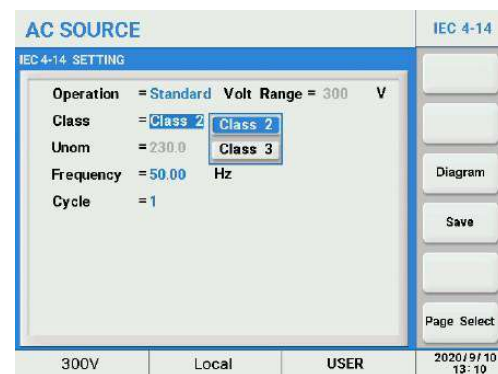 AC SOURCE
IEC 4-14
IEC 4-14 SETTING
Operation = Standard Volt Range = 300 V
Class = Class 2 Class 2
Class 3
Unom = 230.0
Frequency = 50.00 Hz
Cycle = 1
Diagram
Save
Page Select
300V Local USER 2020/9/10
13:10